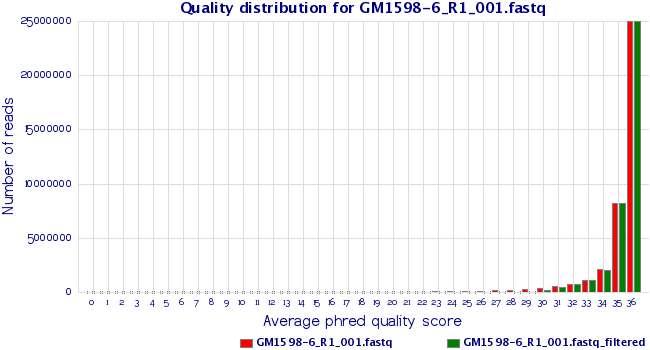 Quality distribution for GM1598-6_R1_001.fastq
25000000
20000000
15000000
10000000
5000000
0
Number of reads
0 1 2 3 4 5 6 7 8 9 10 11 12 13 14 15 16 17 18 19 20 21 22 23 24 25 26 27 28 29 30 31 32 33 34 35 36
Average phred quality score
GM1598-6_R1_001.fastq GM1598-6_R1_001.fastq_filtered